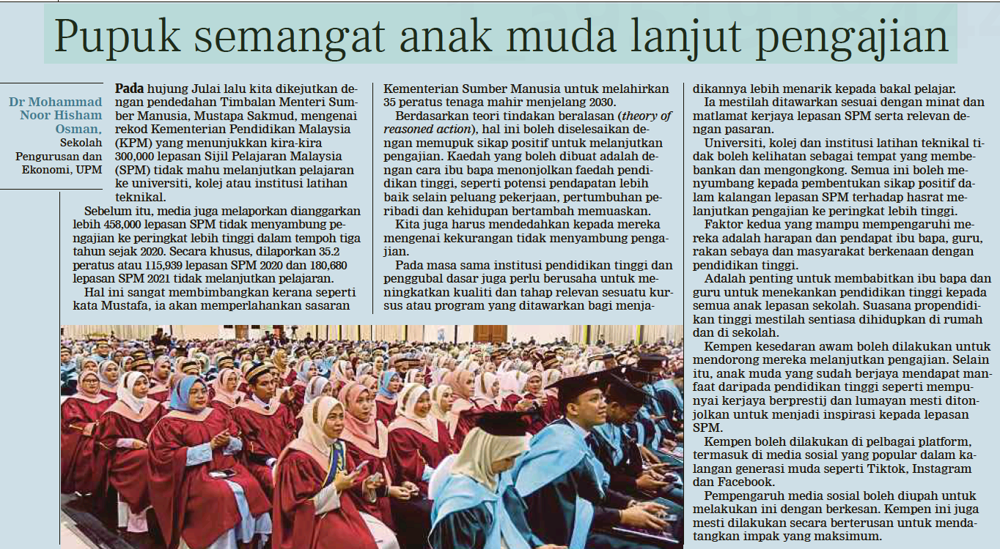 Pupuk semangat anak muda lanjut pengajian
Dr Mohammad
Noor Hisham
Osman,
Sekolah
Pengurusan dan
Ekonomi, UPM
Pada hujung Julai lalu kita dikejutkan de-
ngan pendedahan Timbalan Menteri Sum-
ber Manusia, Mustapa Sakmud, mengenai
rekod Kementerian Pendidikan Malaysia
(KPM) yang menunjukkan kira-kira
300,000 lepasan Sijil Pelajaran Malaysia
(SPM) tidak mahu melanjutkan pelajaran
ke universiti, kolej atau institusi latihan
teknikal.
Sebelum itu, media juga melaporkan dianggarkan
lebih 458,000 lepasan SPM tidak menyambung pe-
ngajian ke peringkat lebih tinggi dalam tempoh tiga
tahun sejak 2020. Secara khusus, dilaporkan 35.2
peratus atau 115,939 lepasan SPM 2020 dan 180,680
lepasan SPM 2021 tidak melanjutkan pelajaran.
Hal ini sangat membimbangkan kerana seperti
kata Mustafa, ia akan memperlahankan sasaran
Kementerian Sumber Manusia untuk melahirkan
35 peratus tenaga mahir menjelang 2030.
Berdasarkan teori tindakan beralasan (theory of
reasoned action), hal ini boleh diselesaikan de-
ngan memupuk sikap positif untuk melanjutkan
pengajian. Kaedah yang boleh dibuat adalah de-
ngan cara ibu bapa menonjolkan faedah pendi-
dikan tinggi, seperti potensi pendapatan lebih
baik selain peluang pekerjaan, pertumbuhan pe-
ribadi dan kehidupan bertambah memuaskan.
Kita juga harus mendedahkan kepada mereka
mengenai kekurangan tidak menyambung penga-
jian.
Pada masa sama institusi pendidikan tinggi dan
penggubal dasar juga perlu berusaha untuk me-
ningkatkan kualiti dan tahap relevan sesuatu kur-
sus atau program yang ditawarkan bagi menja-
dikannya lebih menarik kepada bakal pelajar.
Ia mestilah ditawarkan sesuai dengan minat dan
matlamat kerjaya lepasan SPM serta relevan de-
ngan pasaran.
Universiti, kolej dan institusi latihan teknikal ti-
dak boleh kelihatan sebagai tempat yang membe-
bankan dan mengongkong. Semua ini boleh me-
nyumbang kepada pembentukan sikap positif da-
lam kalangan lepasan SPM terhadap hasrat me-
lanjutkan pengajian ke peringkat lebih tinggi.
Faktor kedua yang mampu mempengaruhi me-
reka adalah harapan dan pendapat ibu bapa, guru,
rakan sebaya dan masyarakat berkenaan dengan
pendidikan tinggi.
Adalah penting untuk membabitkan ibu bapa dan
guru untuk menekankan pendidikan tinggi kepada
semua anak lepasan sekolah. Suasana propendidi-
kan tinggi mestilah sentiasa dihidupkan di rumah
dan di sekolah.
Kempen kesedaran awam boleh dilakukan untuk
mendorong mereka melanjutkan pengajian. Selain
itu, anak muda yang sudah berjaya mendapat man-
faat daripada pendidikan tinggi seperti mempu-
nyai kerjaya berprestij dan lumayan mesti diton-
jolkan untuk menjadi inspirasi kepada lepasan
SPM.
Kempen boleh dilakukan di pelbagai platform,
termasuk di media sosial yang popular dalam ka-
langan generasi muda seperti Tiktok, Instagram
dan Facebook.
Pempengaruh media sosial boleh diupah untuk
melakukan ini dengan berkesan. Kempen ini juga
mesti dilakukan secara berterusan untuk menda-
tangkan impak yang maksimum.